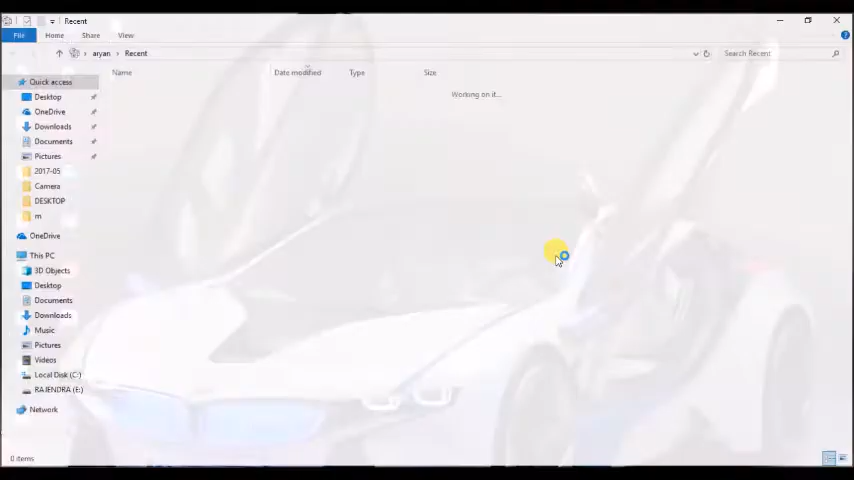 Recent
File Home Share View
aryan Recent Search Recent
Name Date modified Type Size
Working on it...
Quick access
Desktop
OneDrive
Downloads
Documents
Pictures
2017-05
Camera
DESKTOP
m
OneDrive
This PC
3D Objects
Desktop
Documents
Downloads
Music
Pictures
Videos
Local Disk (C:)
RAJENDRA (E:)
Network
0 items